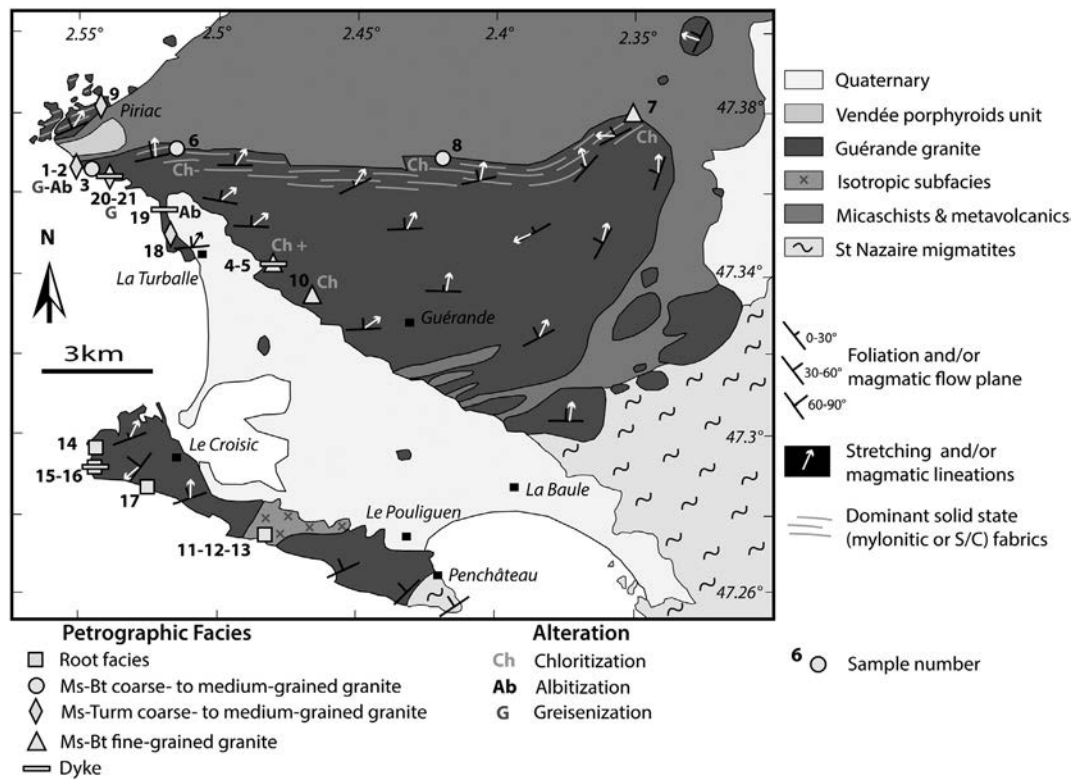 2.55° 2.5° 2.45° 2.4° 2.35°
9
Piriac
47.38°
7
6
8
Ch
Ch
Ch-
1-2
3
G-Ab
20-21
G
19
Ab
18
N
La Turballe
Ch +
4-5
10
Ch
47.34°
Guérande
3km
14
Le Croisic
47.3°
15-16
17
La Baule
Le Pouliguen
11-12-13
Penchâteau
47.26°
Quaternary
Vendée porphyroids unit
Guérande granite
Isotropic subfacies
Micaschists & metavolcanics
St Nazaire migmatites
0-30°
30-60°
60-90°
Foliation and/or
magmatic flow plane
Stretching and/or
magmatic lineations
Dominant solid state
(mylonitic or S/C) fabrics
Petrographic Facies
Root facies
Ms-Bt coarse- to medium-grained granite
Ms-Turm coarse- to medium-grained granite
Ms-Bt fine-grained granite
Dyke
Alteration
Ch Chloritization
Ab Albitization
G Greisenization
6 Sample number